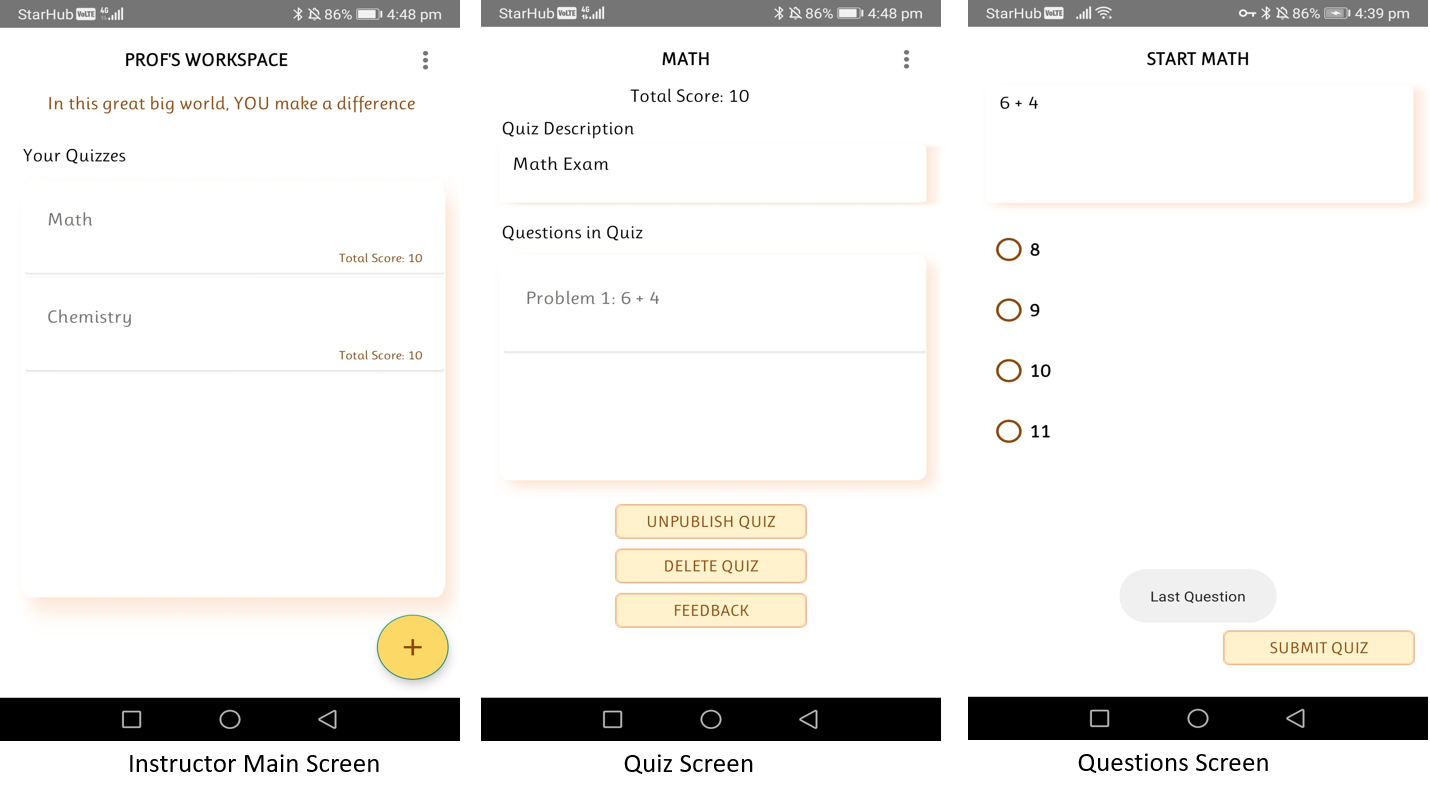 StarHub VoLTE 4G 86% 4:48 pm
PROF'S WORKSPACE
In this great big world, YOU make a difference
Your Quizzes
Math
Total Score: 10
Chemistry
Total Score: 10
+
Instructor Main Screen
StarHub VoLTE 4G 86% 4:48 pm
MATH
Total Score: 10
Quiz Description
Math Exam
Questions in Quiz
Problem 1: 6 + 4
UNPUBLISH QUIZ
DELETE QUIZ
FEEDBACK
Quiz Screen
StarHub VoLTE 86% 4:39 pm
START MATH
6 + 4
8
9
10
11
Last Question
SUBMIT QUIZ
Questions Screen